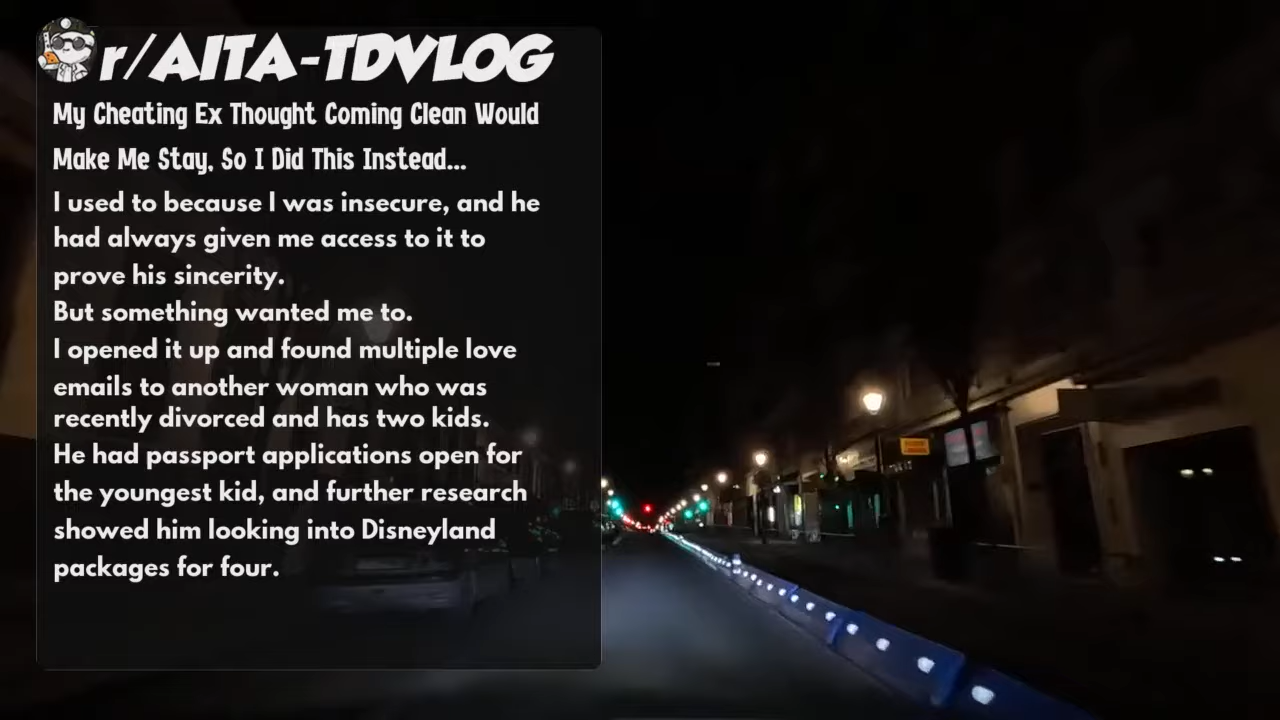 r/AITA-TDVLOG
My Cheating Ex Thought Coming Clean Would
Make Me Stay, So I Did This Instead...
I used to because I was insecure, and he
had always given me access to it to
prove his sincerity.
But something wanted me to.
I opened it up and found multiple love
emails to another woman who was
recently divorced and has two kids.
He had passport applications open for
the youngest kid, and further research
showed him looking into Disneyland
packages for four.